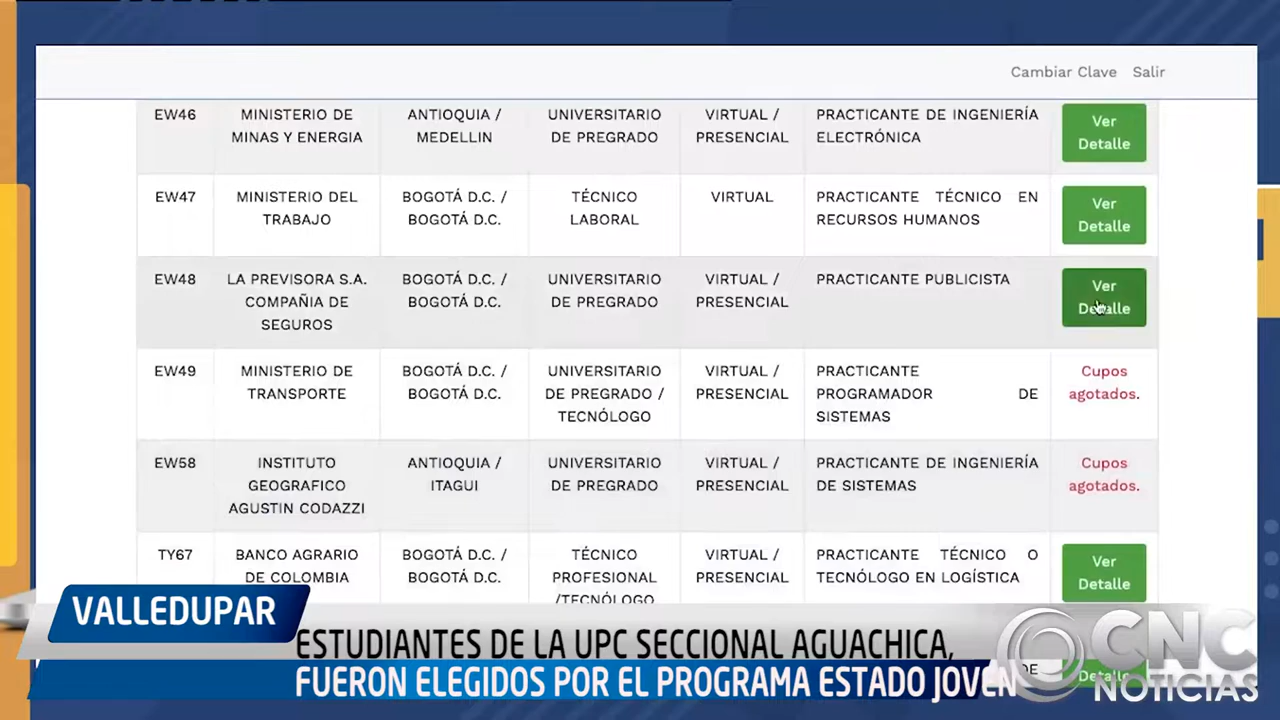 Cambiar Clave Salir
EW46 MINISTERIO DE MINAS Y ENERGIA ANTIOQUIA / MEDELLIN UNIVERSITARIO DE PREGRADO VIRTUAL / PRESENCIAL PRACTICANTE DE INGENIERÍA ELECTRÓNICA Ver Detalle
EW47 MINISTERIO DEL TRABAJO BOGOTÁ D.C. / BOGOTÁ D.C. TÉCNICO LABORAL VIRTUAL PRACTICANTE TÉCNICO EN RECURSOS HUMANOS Ver Detalle
EW48 LA PREVISORA S.A. COMPAÑIA DE SEGUROS BOGOTÁ D.C. / BOGOTÁ D.C. UNIVERSITARIO DE PREGRADO VIRTUAL / PRESENCIAL PRACTICANTE PUBLICISTA Ver Detalle
EW49 MINISTERIO DE TRANSPORTE BOGOTÁ D.C. / BOGOTÁ D.C. UNIVERSITARIO DE PREGRADO / TECNÓLOGO VIRTUAL / PRESENCIAL PRACTICANTE PROGRAMADOR DE SISTEMAS Cupos agotados.
EW58 INSTITUTO GEOGRAFICO AGUSTIN CODAZZI ANTIOQUIA / ITAGUI UNIVERSITARIO DE PREGRADO VIRTUAL / PRESENCIAL PRACTICANTE DE INGENIERÍA DE SISTEMAS Cupos agotados.
TY67 BANCO AGRARIO DE COLOMBIA BOGOTÁ D.C. / BOGOTÁ D.C. TÉCNICO PROFESIONAL /TECNÓLOGO VIRTUAL / PRESENCIAL PRACTICANTE TÉCNICO O TECNÓLOGO EN LOGÍSTICA Ver Detalle
DE Detalle
VALLEDUPAR
ESTUDIANTES DE LA UPC SECCIONAL AGUACHICA,
FUERON ELEGIDOS POR EL PROGRAMA ESTADO JOVEN
CNC
NOTICIAS